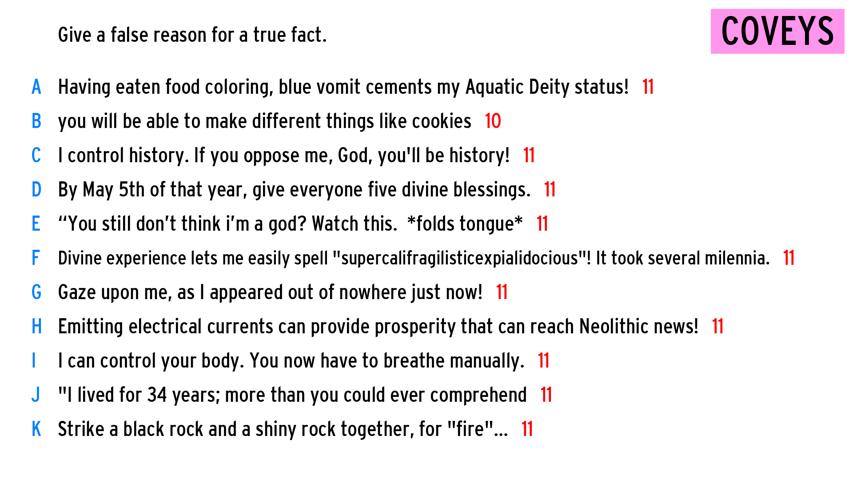 Give a false reason for a true fact.
COVEYS
A Having eaten food coloring, blue vomit cements my Aquatic Deity status! 11
B you will be able to make different things like cookies 10
C I control history. If you oppose me, God, you'll be history! 11
D By May 5th of that year, give everyone five divine blessings. 11
E “You still don’t think i’m a god? Watch this. *folds tongue* 11
F Divine experience lets me easily spell "supercalifragilisticexpialidocious"! It took several milennia. 11
G Gaze upon me, as I appeared out of nowhere just now! 11
H Emitting electrical currents can provide prosperity that can reach Neolithic news! 11
I I can control your body. You now have to breathe manually. 11
J "I lived for 34 years; more than you could ever comprehend 11
K Strike a black rock and a shiny rock together, for "fire"... 11